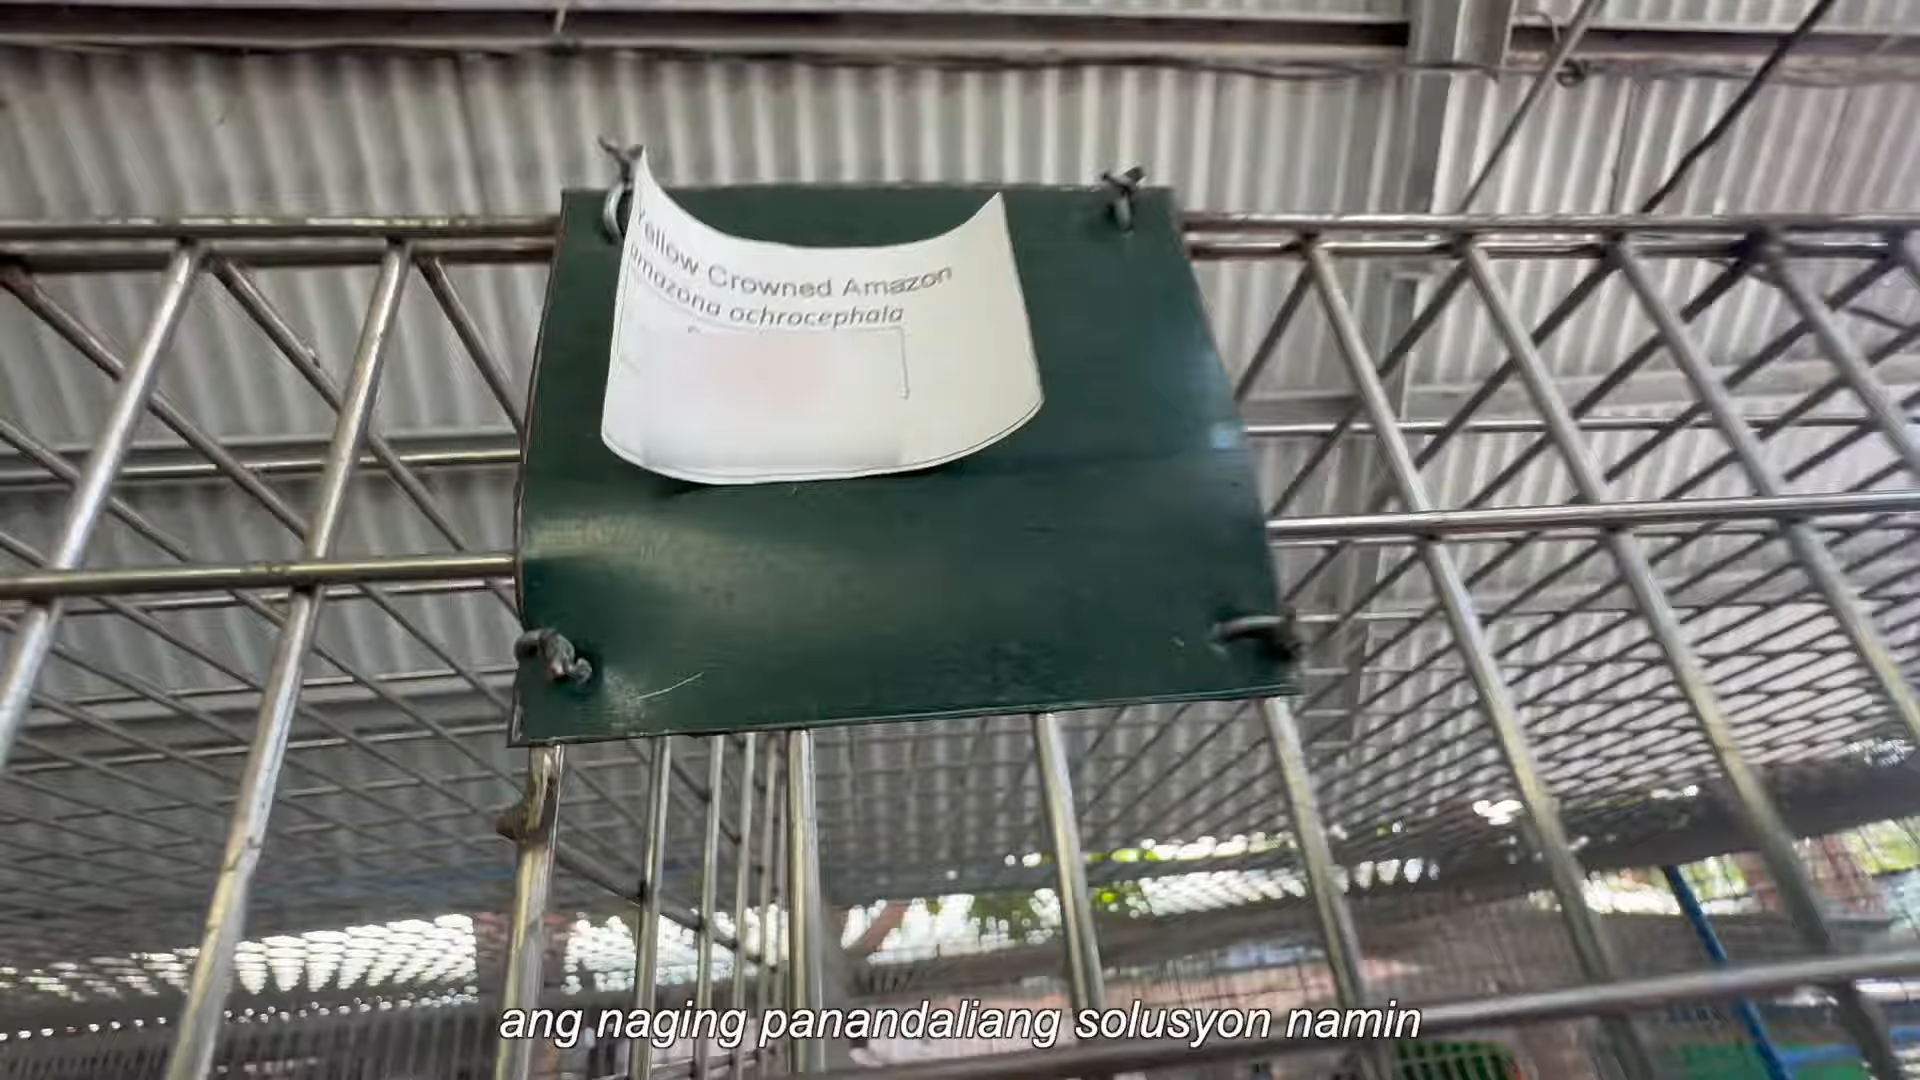 Yellow Crowned Amazon
amazona ochrocephala
ang naging panandaliang solusyon namin